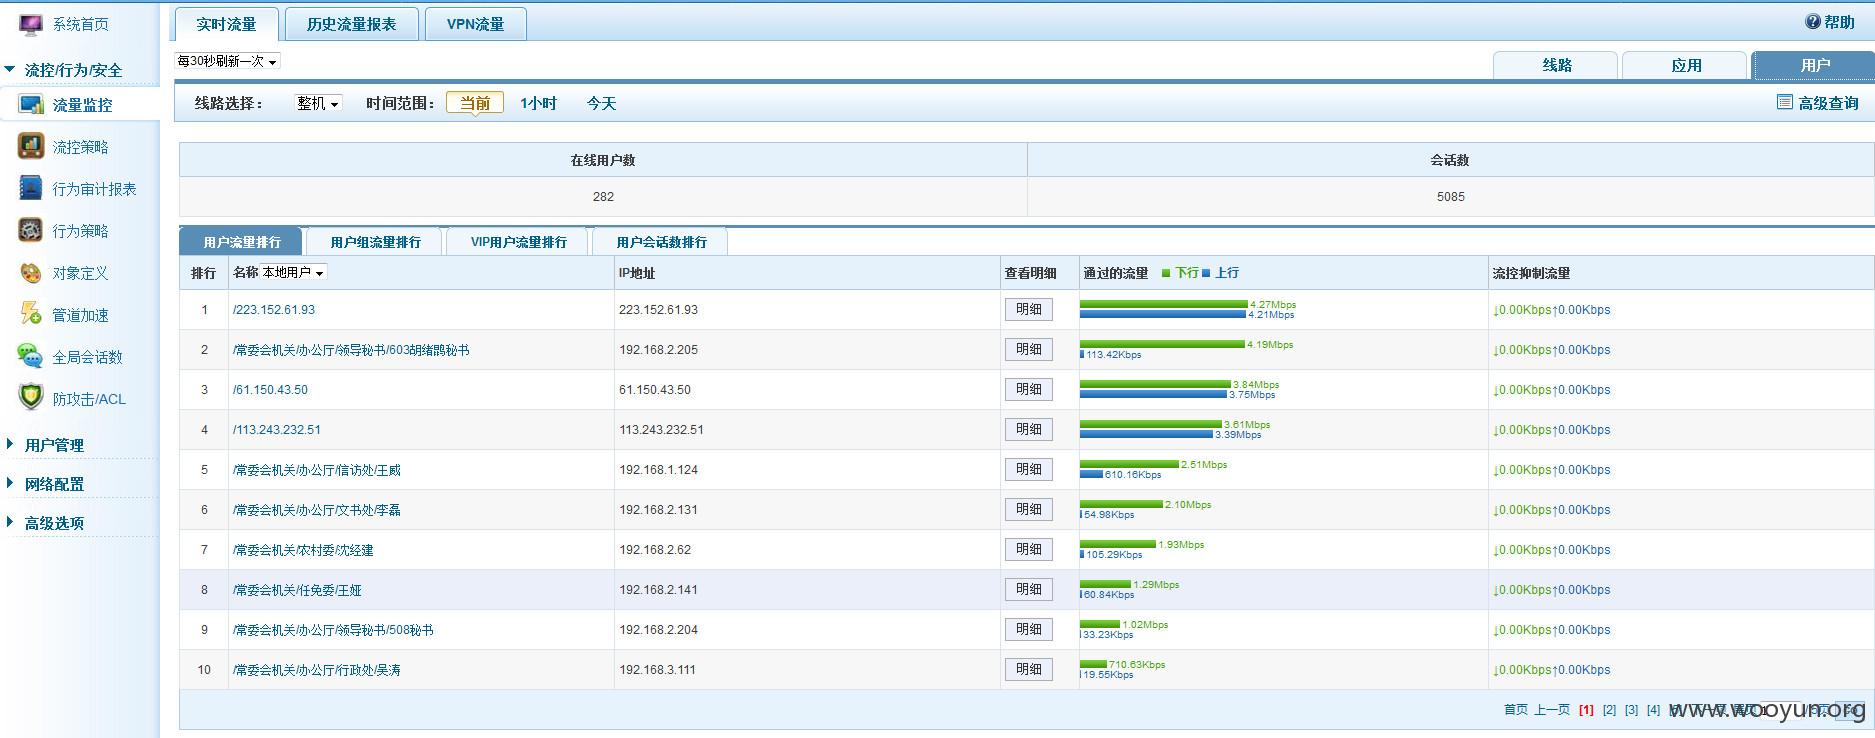 系统首页
流控/行为/安全
流量监控
流控策略
行为审计报表
行为策略
对象定义
管道加速
全局会话数
防攻击/ACL
用户管理
网络配置
高级选项
实时流量 历史流量报表 VPN流量
帮助
每30秒刷新一次
线路 应用 用户
线路选择： 整机 时间范围： 当前 1小时 今天
高级查询
在线用户数 会话数
282 5085
用户流量排行 用户组流量排行 VIP用户流量排行 用户会话数排行
排行 名称 本地用户 IP地址 查看明细 通过的流量 下行 上行 流控抑制流量
1 /223.152.61.93 223.152.61.93 明细 4.27Mbps 4.21Mbps ↓0.00Kbps↑0.00Kbps
2 /常委会机关/办公厅/领导秘书/603胡绪鹍秘书 192.168.2.205 明细 4.19Mbps 113.42Kbps ↓0.00Kbps↑0.00Kbps
3 /61.150.43.50 61.150.43.50 明细 3.84Mbps 3.75Mbps ↓0.00Kbps↑0.00Kbps
4 /113.243.232.51 113.243.232.51 明细 3.61Mbps 3.39Mbps ↓0.00Kbps↑0.00Kbps
5 /常委会机关/办公厅/信访处/王威 192.168.1.124 明细 2.51Mbps 610.16Kbps ↓0.00Kbps↑0.00Kbps
6 /常委会机关/办公厅/文书处/李磊 192.168.2.131 明细 2.10Mbps 54.98Kbps ↓0.00Kbps↑0.00Kbps
7 /常委会机关/农村委/沈经建 192.168.2.62 明细 1.93Mbps 105.29Kbps ↓0.00Kbps↑0.00Kbps
8 /常委会机关/任免委/王娅 192.168.2.141 明细 1.29Mbps 60.84Kbps ↓0.00Kbps↑0.00Kbps
9 /常委会机关/办公厅/领导秘书/508秘书 192.168.2.204 明细 1.02Mbps 33.23Kbps ↓0.00Kbps↑0.00Kbps
10 /常委会机关/办公厅/行政处/吴涛 192.168.3.111 明细 710.63Kbps 19.55Kbps ↓0.00Kbps↑0.00Kbps
首页 上一页 [1] [2] [3] [4]
www.wooyun.org